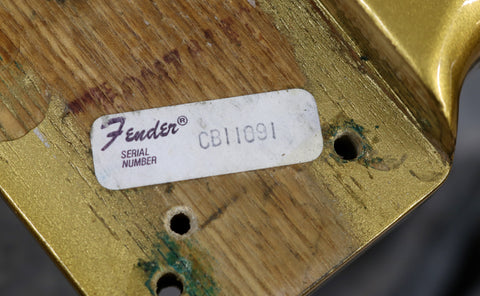 Fender®
SERIAL
NUMBER
CB11091